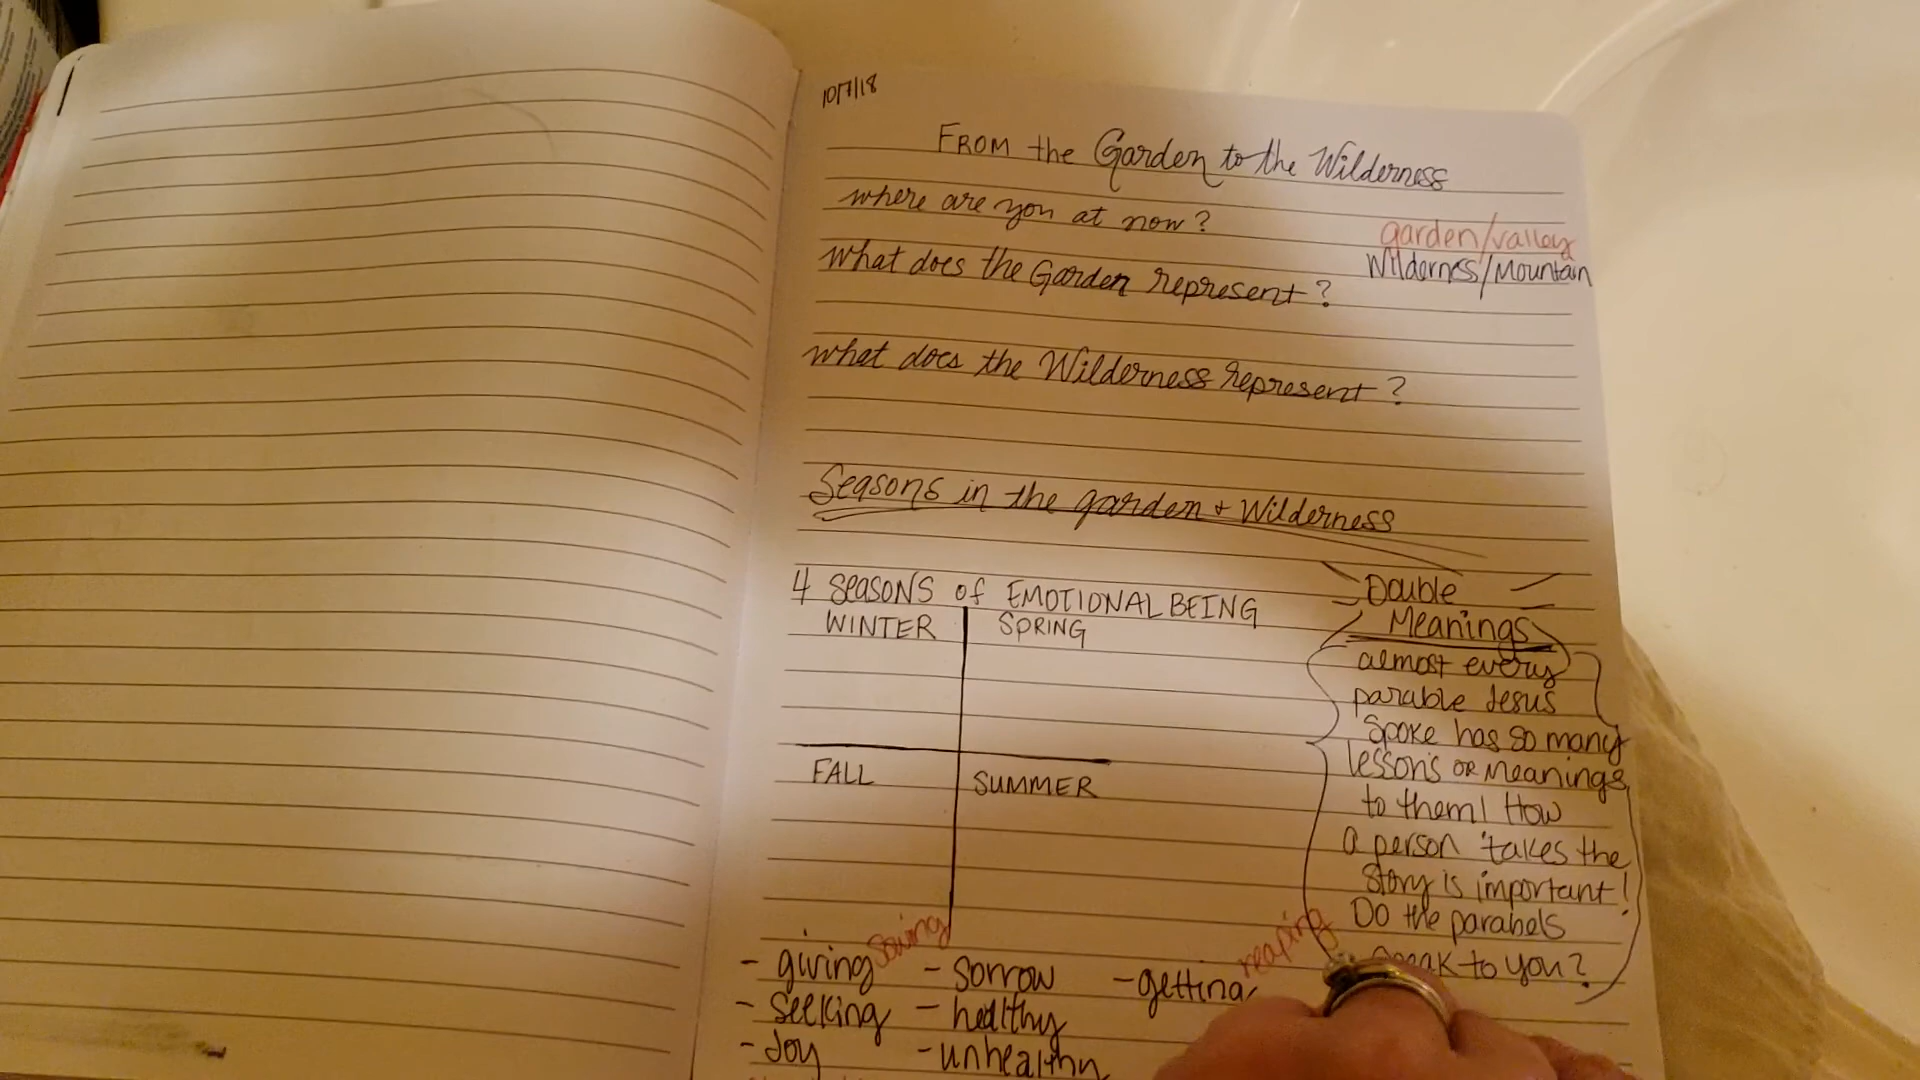 10/7/18
FROM the Garden to the Wilderness
where are you at now?
garden/valley
Wilderness/Mountain
what does the Garden represent?
what does the Wilderness represent?
Seasons in the garden + Wilderness
4 SEASONS of EMOTIONAL BEING
WINTER SPRING
FALL SUMMER
Double
Meanings
almost every
parable Jesus
Spoke has so many
lessons or Meanings
to them! How
a person takes the
story is important!
Do the parabels
to you?
sowing reaping
- giving - sorrow - getting
- seeking - healthy
- Joy - unhealthy